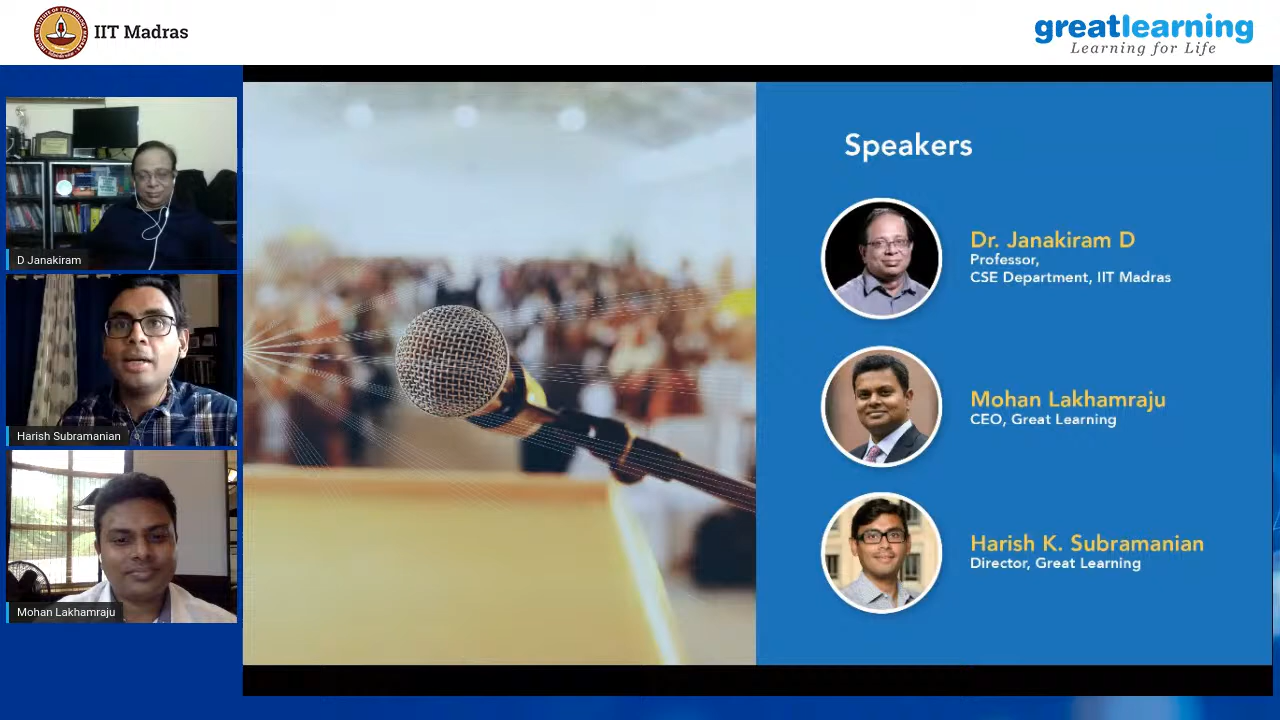 IIT Madras
greatlearning
Learning for Life
D Janakiram
Harish Subramanian
Mohan Lakhamraju
Speakers
Dr. Janakiram D
Professor,
CSE Department, IIT Madras
Mohan Lakhamraju
CEO, Great Learning
Harish K. Subramanian
Director, Great Learning